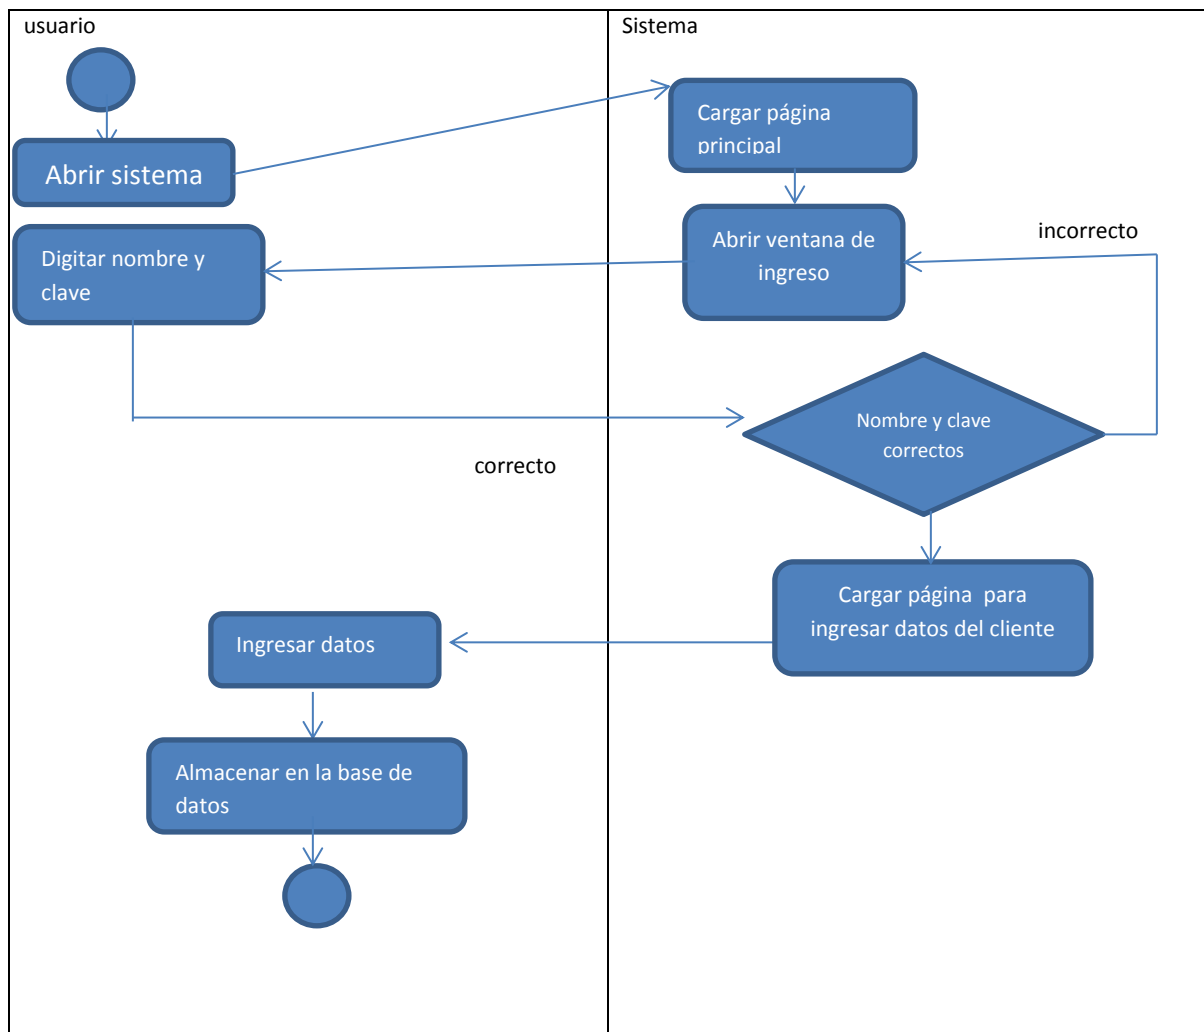 usuario
Sistema
Cargar página
principal
Abrir sistema
Abrir ventana de
ingreso
incorrecto
Digitar nombre y
clave
Nombre y clave
correctos
correcto
Cargar página  para
ingresar datos del cliente
Ingresar datos
Almacenar en la base de
datos